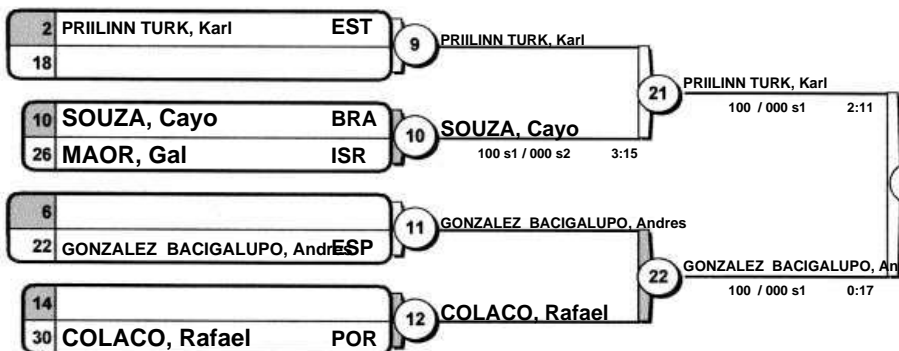 2 PRIILINN TURK, Karl EST
18
9 PRIILINN TURK, Karl
10 SOUZA, Cayo BRA
26 MAOR, Gal ISR
10 SOUZA, Cayo
100 s1 / 000 s2 3:15
21 PRIILINN TURK, Karl
100 / 000 s1 2:11
6
22 GONZALEZ BACIGALUPO, Andres ESP
11 GONZALEZ BACIGALUPO, Andres
14
30 COLACO, Rafael POR
12 COLACO, Rafael
22 GONZALEZ BACIGALUPO, An
100 / 000 s1 0:17